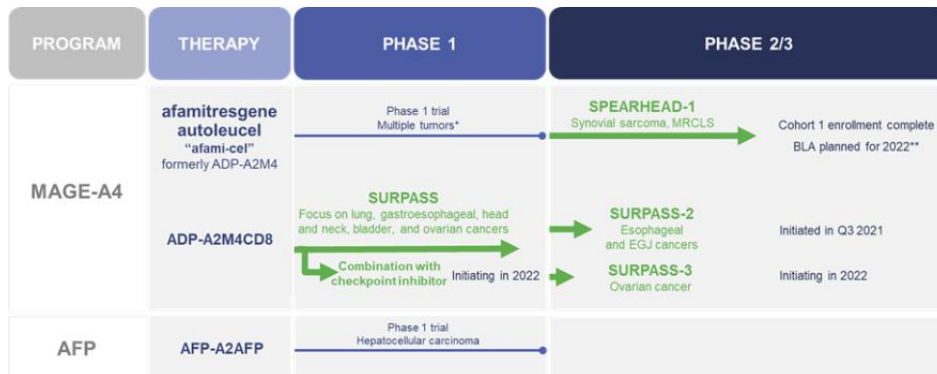 PROGRAM
THERAPY
PHASE 1
PHASE 2/3
MAGE-A4
afamitresgene
autoleucel
“afami-cel”
formerly ADP-A2M4
Phase 1 trial
Multiple tumors*
SPEARHEAD-1
Synovial sarcoma, MRCLS
Cohort 1 enrollment complete
BLA planned for 2022**
ADP-A2M4CD8
SURPASS
Focus on lung, gastroesophageal, head
and neck, bladder, and ovarian cancers
Combination with
checkpoint inhibitor
Initiating in 2022
SURPASS-2
Esophageal
and EGJ cancers
Initiated in Q3 2021
SURPASS-3
Ovarian cancer
Initiating in 2022
AFP
AFP-A2AFP
Phase 1 trial
Hepatocellular carcinoma